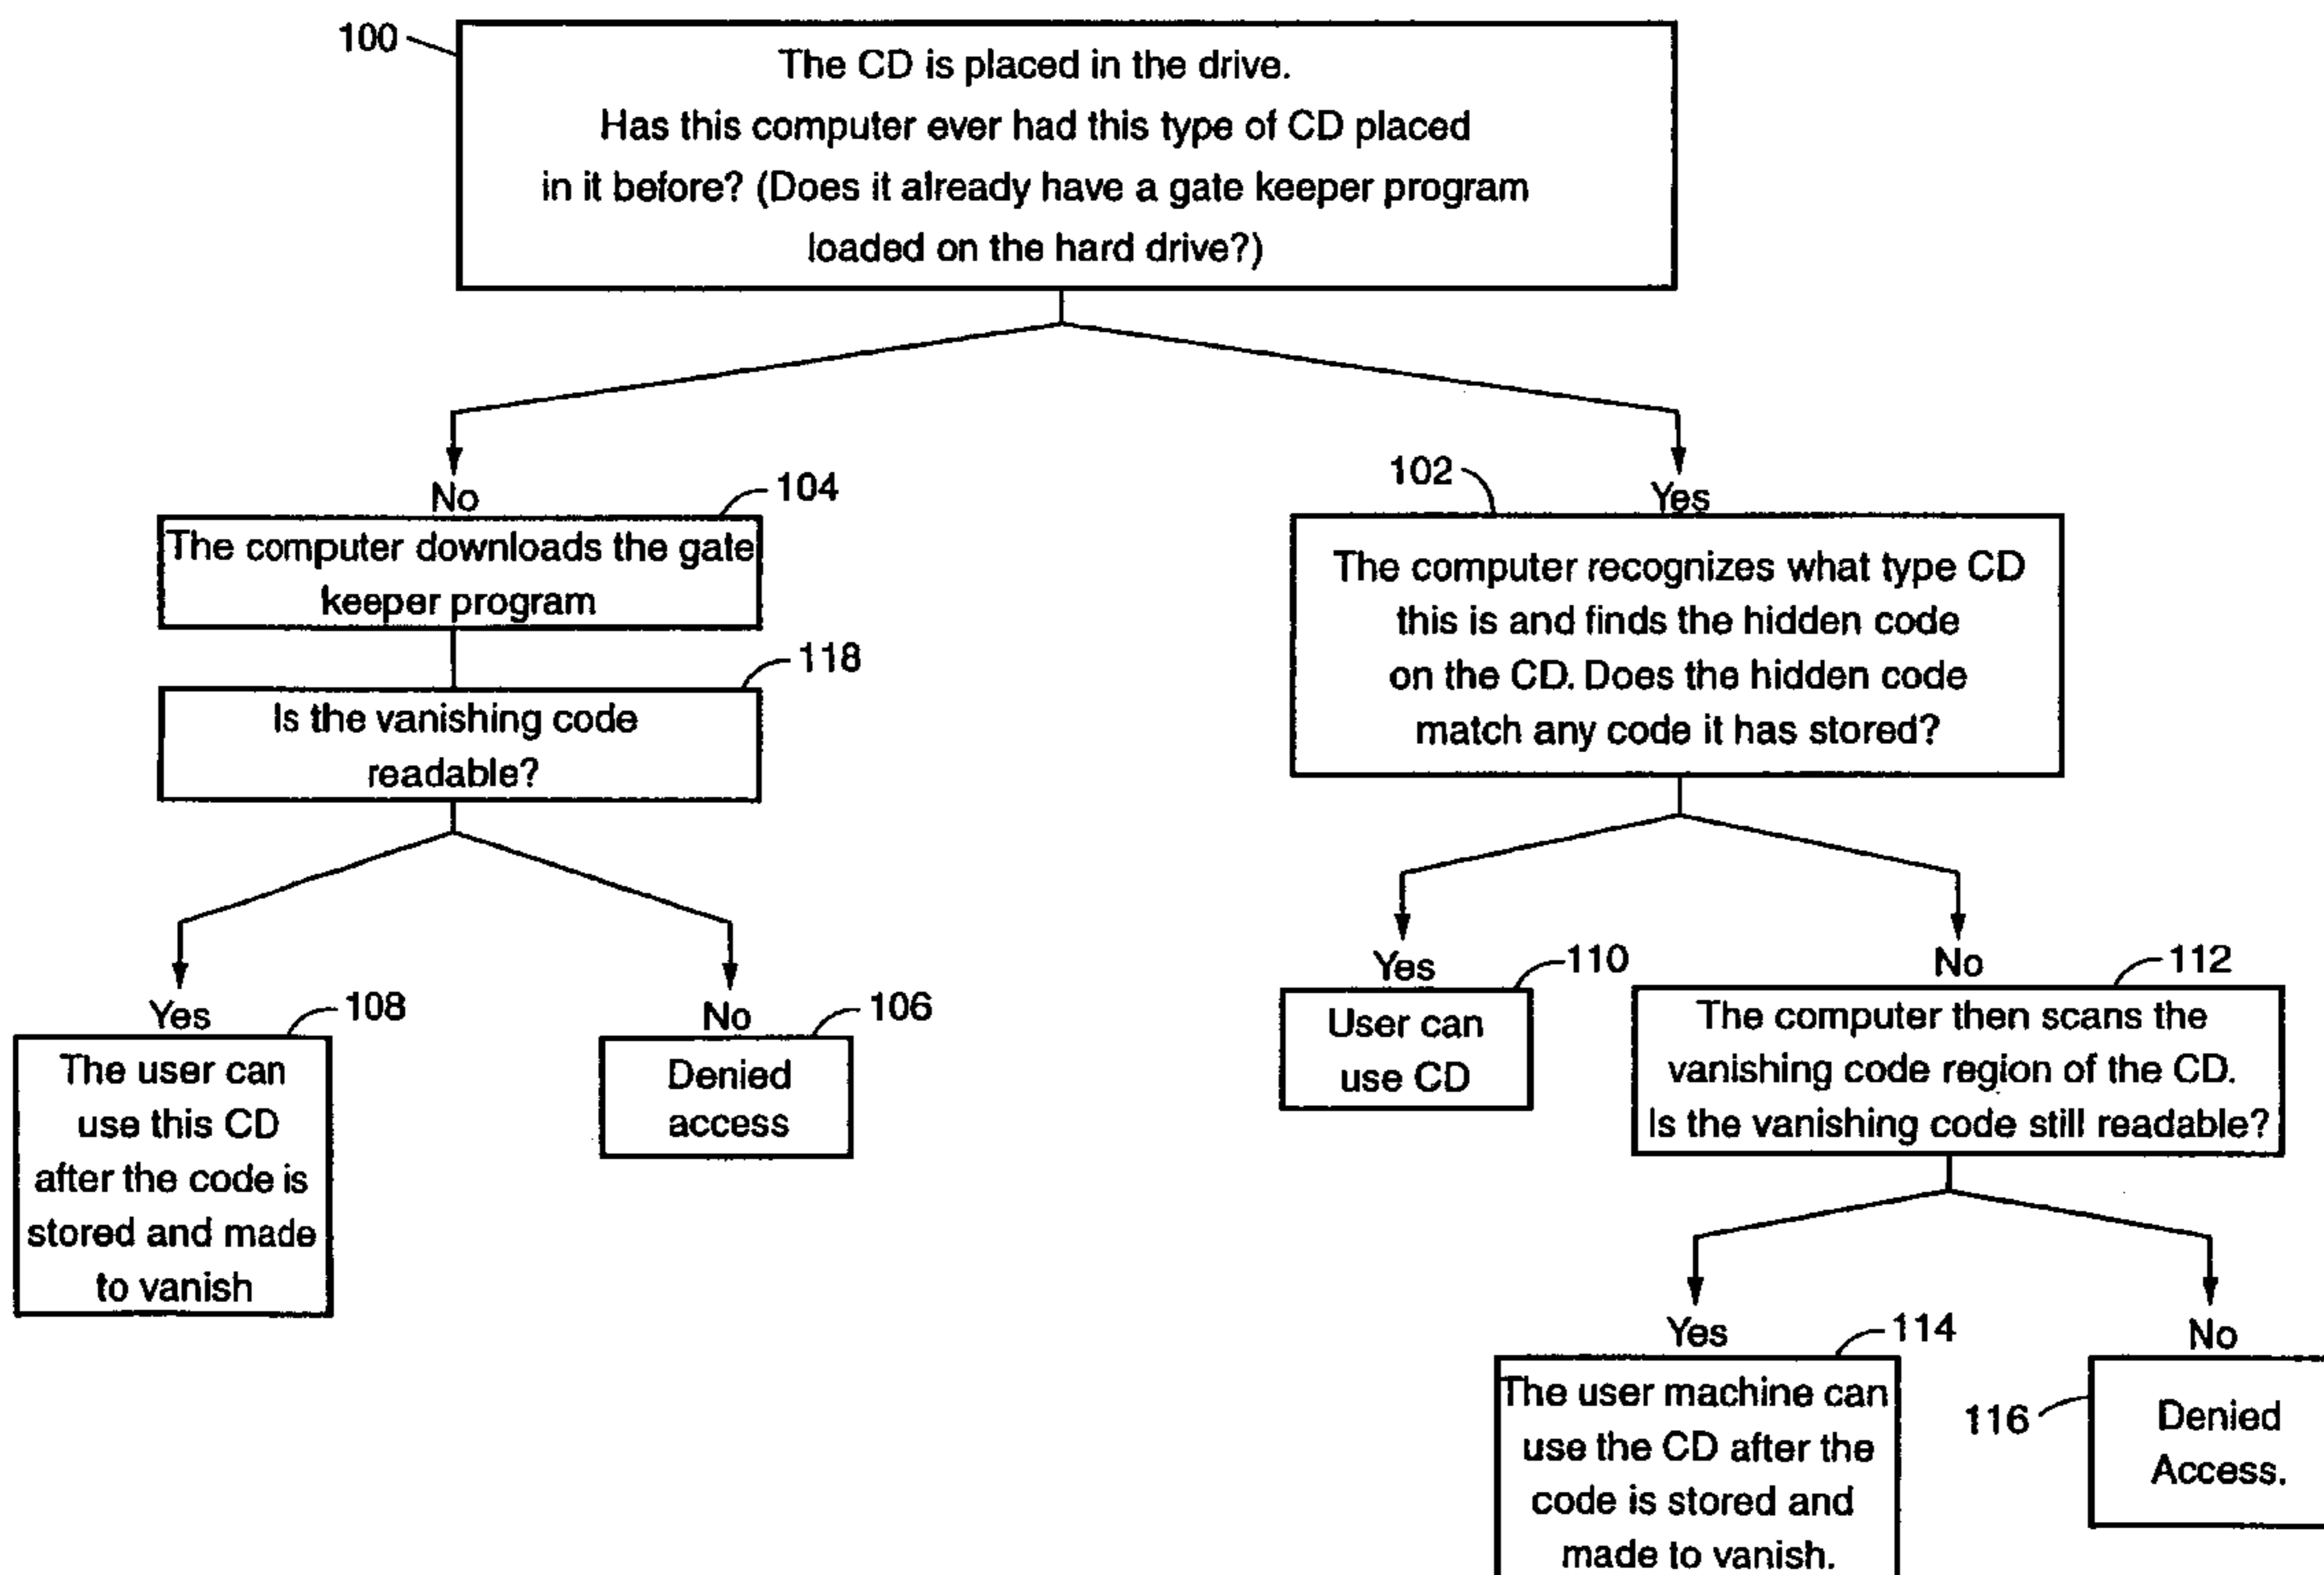 100
The CD is placed in the drive.
Has this computer ever had this type of CD placed
in it before? (Does it already have a gate keeper program
loaded on the hard drive?)
No
104
The computer downloads the gate
keeper program
118
Is the vanishing code
readable?
Yes
108
The user can
use this CD
after the code is
stored and made
to vanish
No
106
Denied
access
102
Yes
The computer recognizes what type CD
this is and finds the hidden code
on the CD. Does the hidden code
match any code it has stored?
Yes
110
User can
use CD
No
112
The computer then scans the
vanishing code region of the CD.
Is the vanishing code still readable?
Yes
114
The user machine can
use the CD after the
code is stored and
made to vanish.
No
116
Denied
Access.